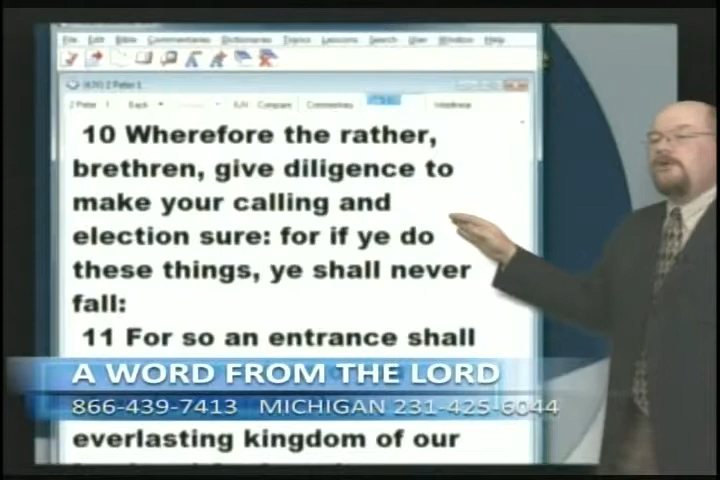 File Edit Bible Commentaries Dictionaries Topics Lessons Search User Window Help
(KJV) 2 Peter 1
2 Peter 1 Back KJV Compare Commentary Interlinear
10 Wherefore the rather,
brethren, give diligence to
make your calling and
election sure: for if ye do
these things, ye shall never
fall:
11 For so an entrance shall
A WORD FROM THE LORD
866-439-7413 MICHIGAN 231-425-6044
everlasting kingdom of our